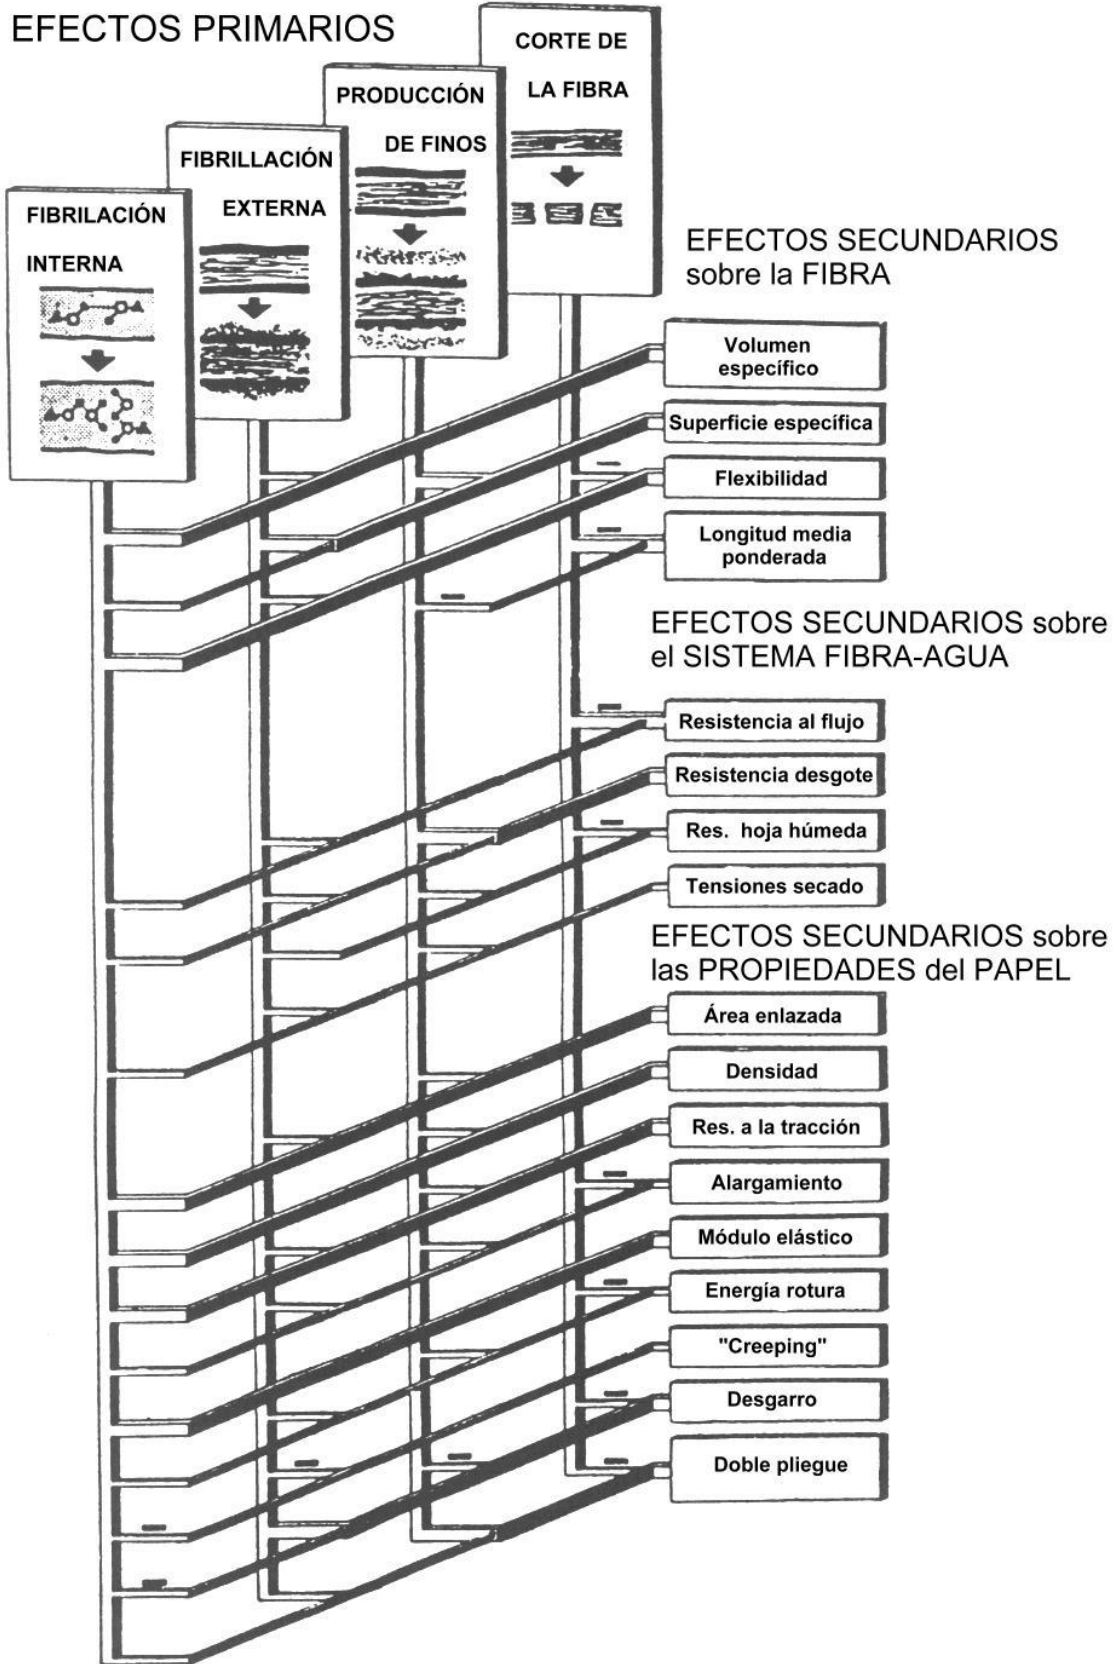 EFECTOS PRIMARIOS
CORTE DE
LA FIBRA
PRODUCCIÓN
DE FINOS
FIBRILLACIÓN
EXTERNA
FIBRILACIÓN
INTERNA
EFECTOS SECUNDARIOS
sobre la FIBRA
Volumen
específico
Superficie específica
Flexibilidad
Longitud media
ponderada
EFECTOS SECUNDARIOS sobre
el SISTEMA FIBRA-AGUA
Resistencia al flujo
Resistencia desgote
Res. hoja húmeda
Tensiones secado
EFECTOS SECUNDARIOS sobre
las PROPIEDADES del PAPEL
Área enlazada
Densidad
Res. a la tracción
Alargamiento
Módulo elástico
Energía rotura
"Creeping"
Desgarro
Doble pliegue